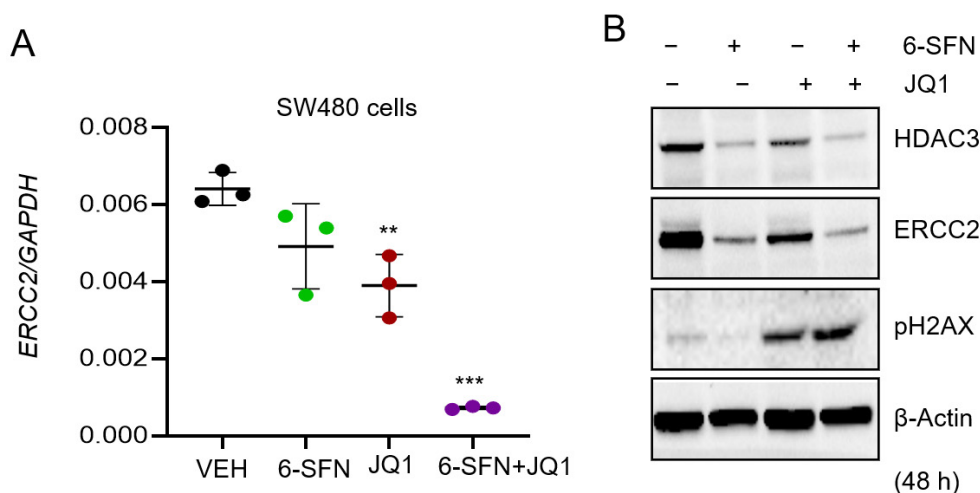 A
SW480 cells
ERCC2/GAPDH
0.008
0.006
0.004
0.002
0.000
**
***
VEH 6-SFN JQ1 6-SFN+JQ1
B
– + – + 6-SFN
– – + + JQ1
HDAC3
ERCC2
pH2AX
β-Actin
(48 h)